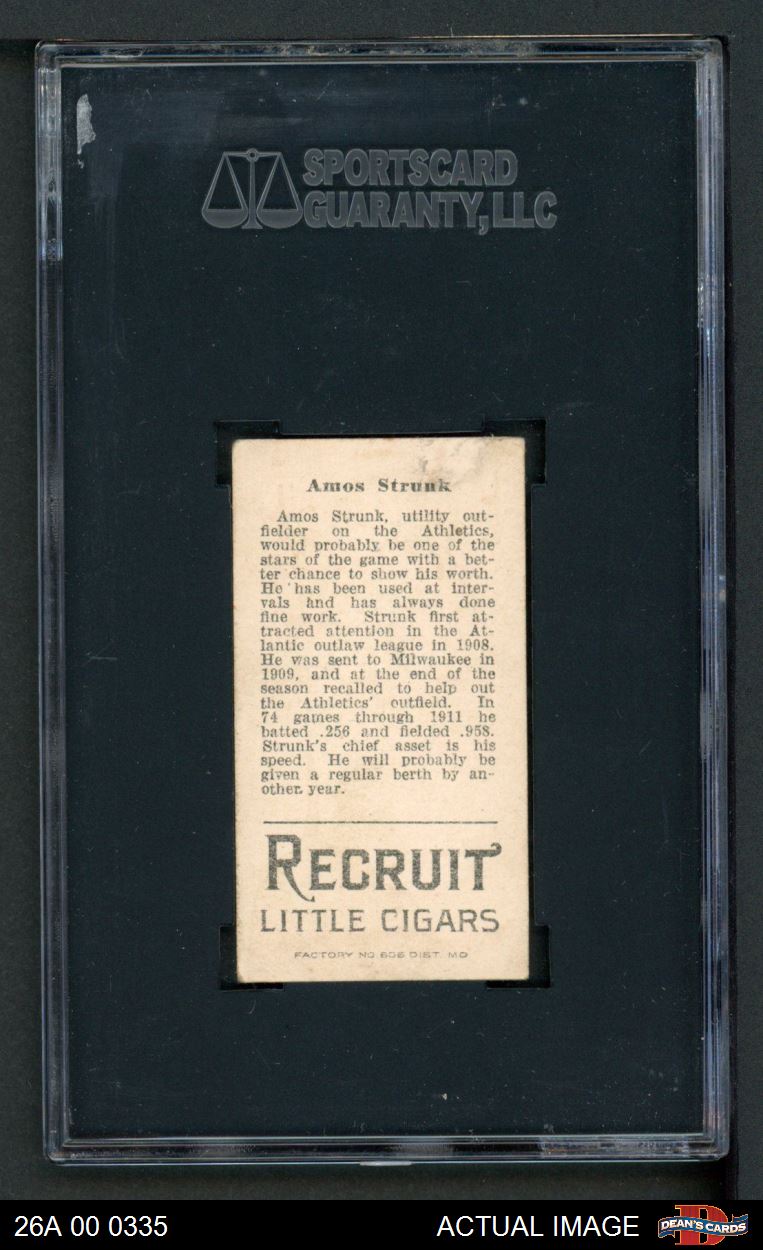 SPORTSCARD
GUARANTY, LLC
Amos Strunk
Amos Strunk, utility out-
fielder on the Athletics,
would probably be one of the
stars of the game with a bet-
ter chance to show his worth.
He has been used at inter-
vals and has always done
fine work. Strunk first at-
tracted attention in the At-
lantic outlaw league in 1908.
He was sent to Milwaukee in
1909, and at the end of the
season recalled to help out
the Athletics' outfield. In
74 games through 1911 he
batted .256 and fielded .958.
Strunk's chief asset is his
speed. He will probably be
given a regular berth by an-
other year.
RECRUIT
LITTLE CIGARS
FACTORY NO 606 DIST. MD
26A 00 0335
ACTUAL IMAGE
DEAN'S CARDS